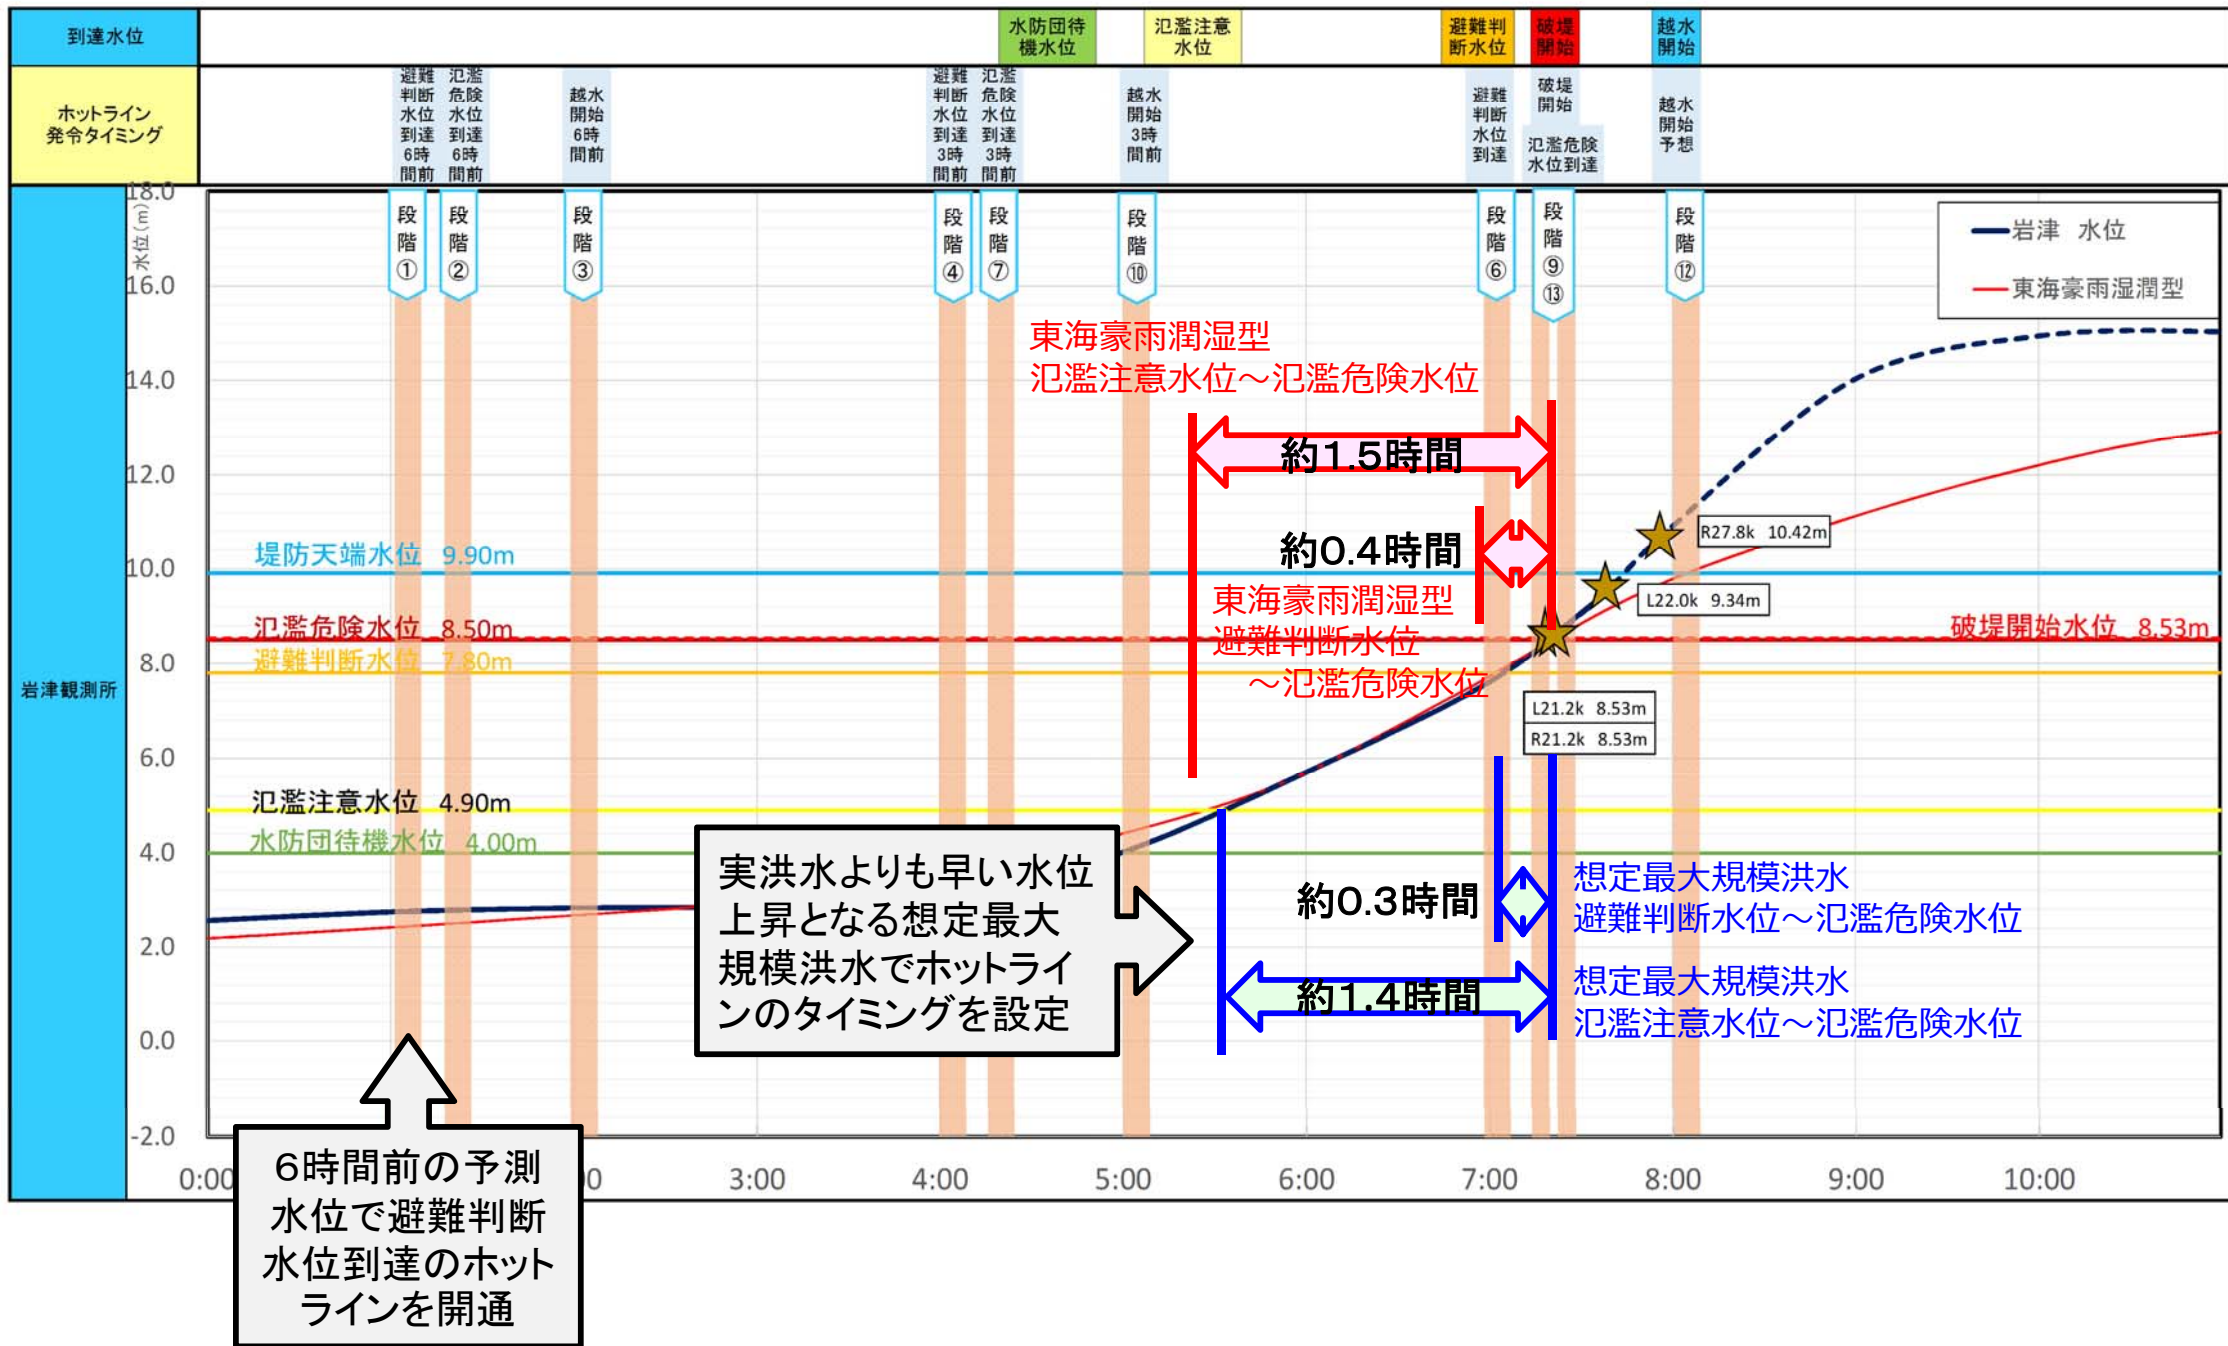 到達水位
水防団待
機水位
氾濫注意
水位
避難判
断水位
破堤
開始
越水
開始
ホットライン
発令タイミング
避難
判断
水位
到達
6時
間前
氾濫
危険
水位
到達
6時
間前
越水
開始
6時
間前
避難
判断
水位
到達
3時
間前
氾濫
危険
水位
到達
3時
間前
越水
開始
3時
間前
避難
判断
水位
到達
破堤
開始
氾濫危険
水位到達
越水
開始
予想
岩津観測所
水位(m)
18.0
16.0
14.0
12.0
10.0
8.0
6.0
4.0
2.0
0.0
-2.0
段階①
段階②
段階③
段階④
段階⑦
段階⑩
段階⑥
段階⑨⑬
段階⑫
岩津 水位
東海豪雨湿潤型
東海豪雨潤湿型
氾濫注意水位～氾濫危険水位
約1.5時間
約0.4時間
東海豪雨潤湿型
避難判断水位
～氾濫危険水位
R27.8k 10.42m
L22.0k 9.34m
L21.2k 8.53m
R21.2k 8.53m
堤防天端水位 9.90m
氾濫危険水位 8.50m
破堤開始水位 8.53m
避難判断水位 7.80m
氾濫注意水位 4.90m
水防団待機水位 4.00m
実洪水よりも早い水位
上昇となる想定最大
規模洪水でホットライ
ンのタイミングを設定
約0.3時間
想定最大規模洪水
避難判断水位～氾濫危険水位
約1.4時間
想定最大規模洪水
氾濫注意水位～氾濫危険水位
0:00
00
3:00
4:00
5:00
6:00
7:00
8:00
9:00
10:00
6時間前の予測
水位で避難判断
水位到達のホット
ラインを開通